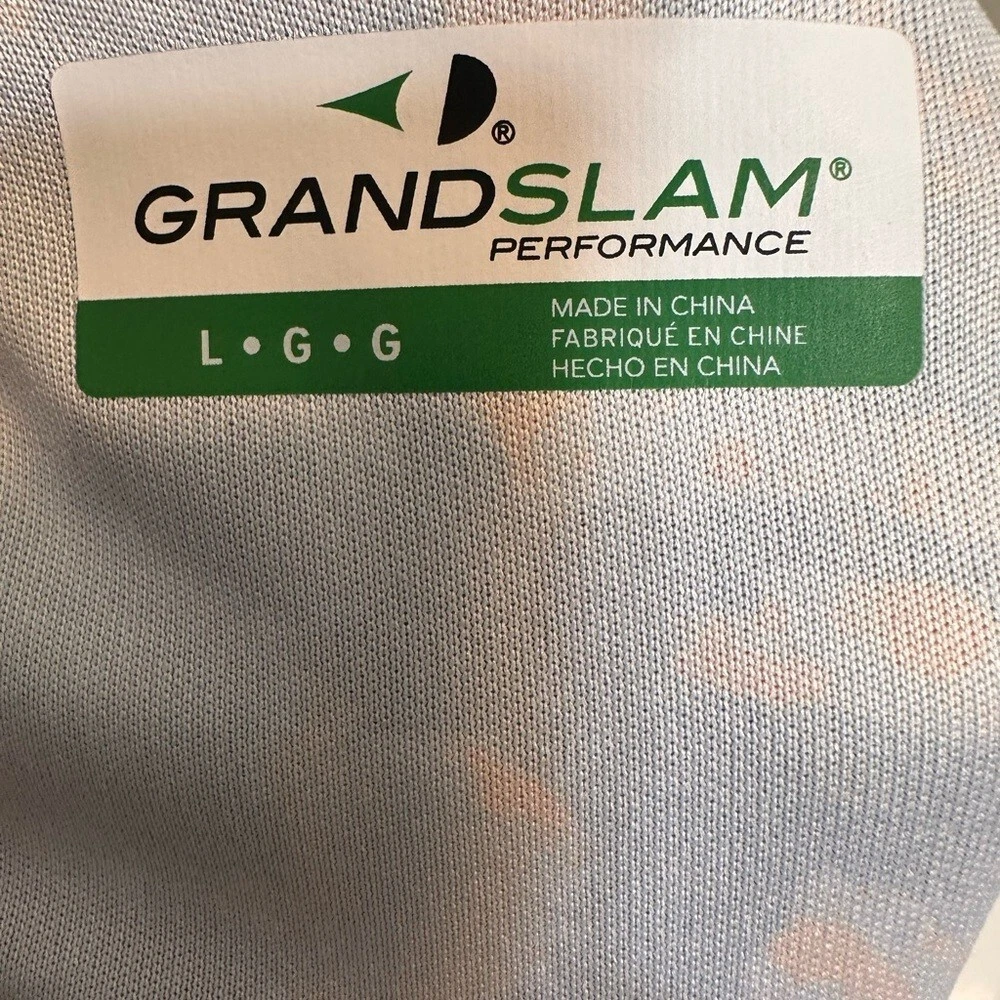 ®
GRANDSLAM®
PERFORMANCE
L • G • G
MADE IN CHINA
FABRIQUÉ EN CHINE
HECHO EN CHINA